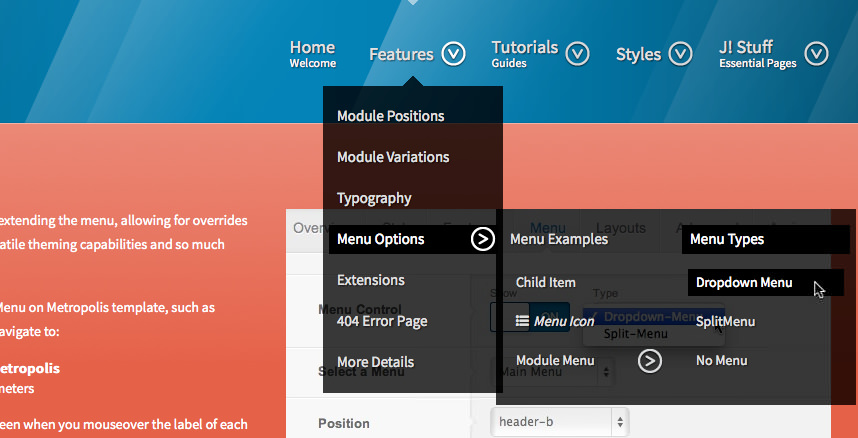 Home
Welcome
Features
Tutorials
Guides
Styles
J! Stuff
Essential Pages
Module Positions
Module Variations
Typography
Menu Options
Extensions
404 Error Page
More Details
Menu Examples
Child Item
Menu Icon
Module Menu
Menu Types
Dropdown Menu
SplitMenu
No Menu
extending the menu, allowing for overrides
satile theming capabilities and so much
Menu on Metropolis template, such as
navigate to:
etropolis
meters
een when you mouseover the label of each
Menu
Layouts
Menu Control
Show
ON
Type
Dropdown-Menu
Split-Menu
Select a Menu
Main Menu
Position
header-b